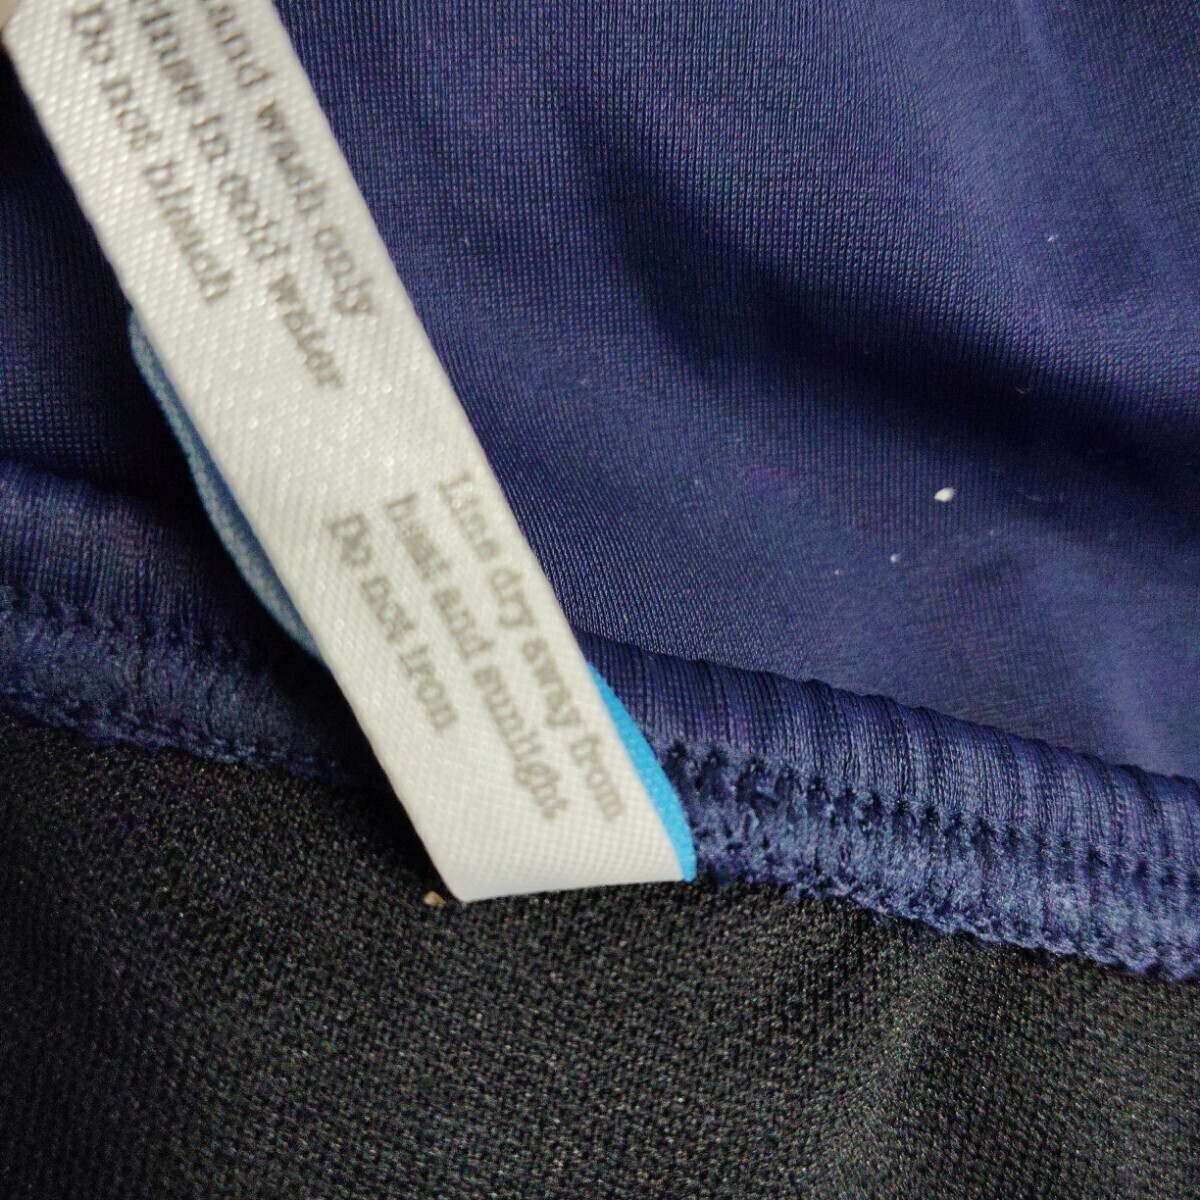 Hand wash only
Rinse in cold water
Do not bleach
Line dry away from
heat and sunlight
Do not iron